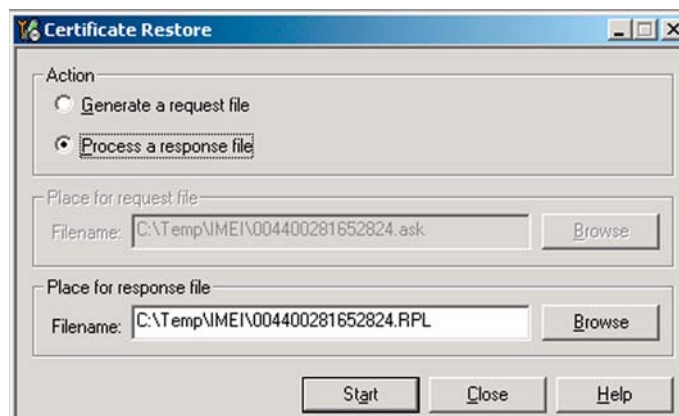 Certificate Restore
Action
Generate a request file
Process a response file
Place for request file
Filename: C:\Temp\IMEI\004400281652824.ask Browse
Place for response file
Filename: C:\Temp\IMEI\004400281652824.RPL Browse
Start Close Help